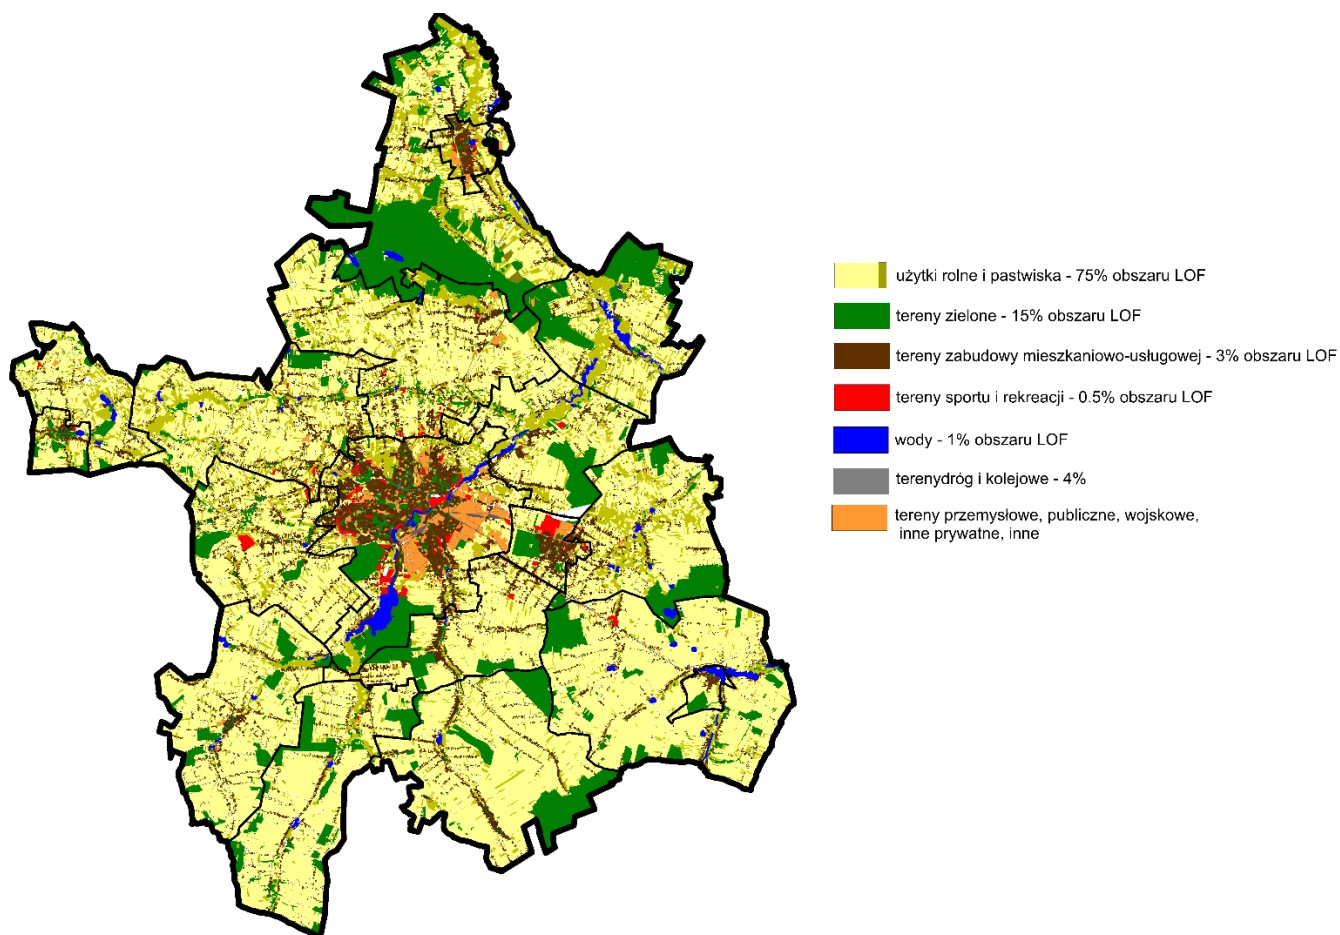 użytki rolne i pastwiska - 75% obszaru LOF
tereny zielone - 15% obszaru LOF
tereny zabudowy mieszkaniowo-usługowej - 3% obszaru LOF
tereny sportu i rekreacji - 0.5% obszaru LOF
wody - 1% obszaru LOF
terenydróg i kolejowe - 4%
tereny przemysłowe, publiczne, wojskowe,
inne prywatne, inne